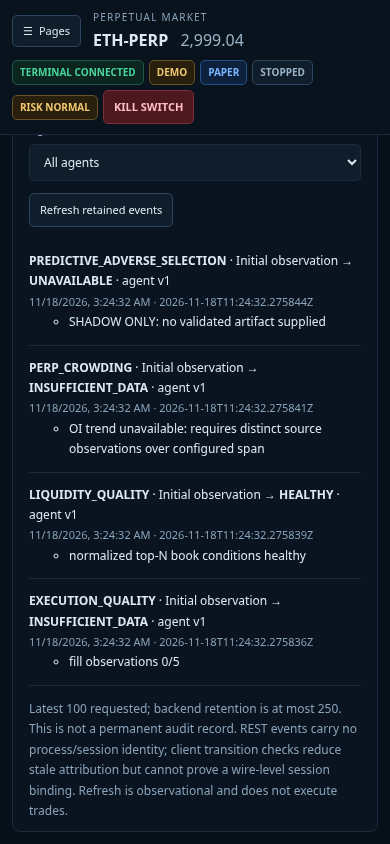 ☰ Pages
PERPETUAL MARKET
ETH-PERP 2,999.04
TERMINAL CONNECTED DEMO PAPER STOPPED
RISK NORMAL KILL SWITCH
All agents
Refresh retained events
PREDICTIVE_ADVERSE_SELECTION · Initial observation →
UNAVAILABLE · agent v1
11/18/2026, 3:24:32 AM · 2026-11-18T11:24:32.275844Z
SHADOW ONLY: no validated artifact supplied
PERP_CROWDING · Initial observation →
INSUFFICIENT_DATA · agent v1
11/18/2026, 3:24:32 AM · 2026-11-18T11:24:32.275841Z
OI trend unavailable: requires distinct source
observations over configured span
LIQUIDITY_QUALITY · Initial observation → HEALTHY ·
agent v1
11/18/2026, 3:24:32 AM · 2026-11-18T11:24:32.275839Z
normalized top-N book conditions healthy
EXECUTION_QUALITY · Initial observation →
INSUFFICIENT_DATA · agent v1
11/18/2026, 3:24:32 AM · 2026-11-18T11:24:32.275836Z
fill observations 0/5
Latest 100 requested; backend retention is at most 250.
This is not a permanent audit record. REST events carry no
process/session identity; client transition checks reduce
stale attribution but cannot prove a wire-level session
binding. Refresh is observational and does not execute
trades.